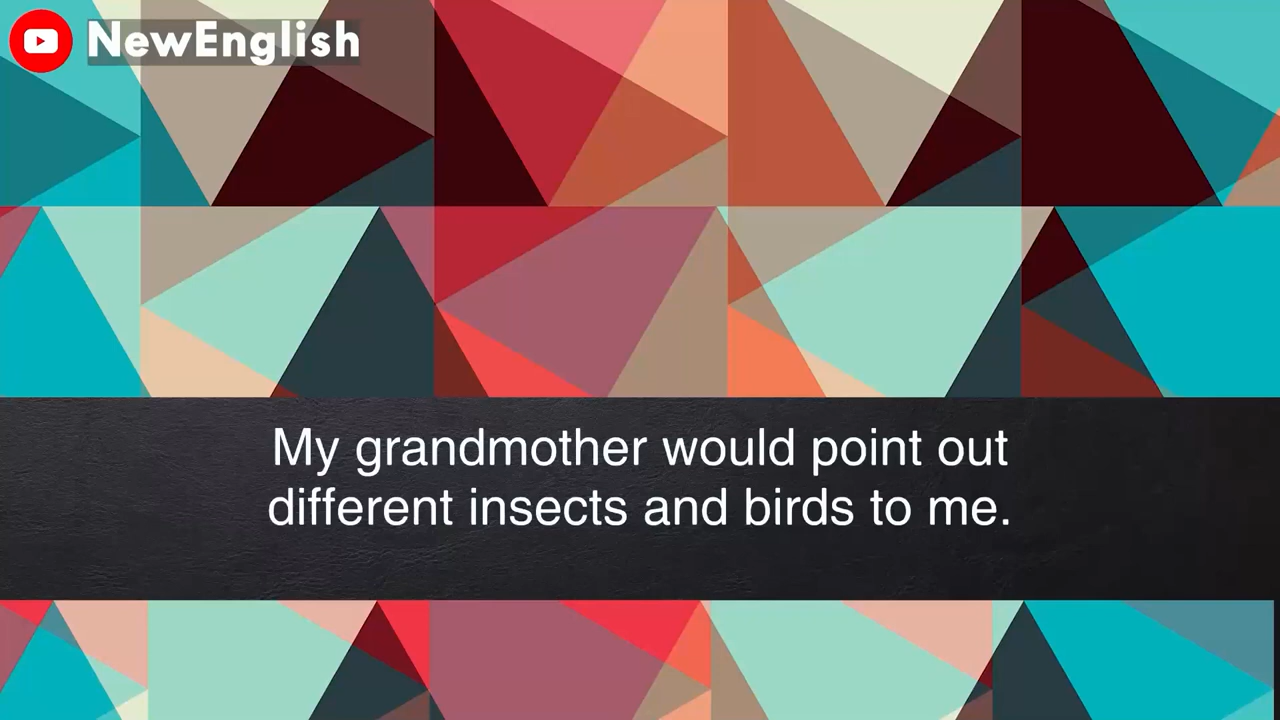 NewEnglish
My grandmother would point out
different insects and birds to me.